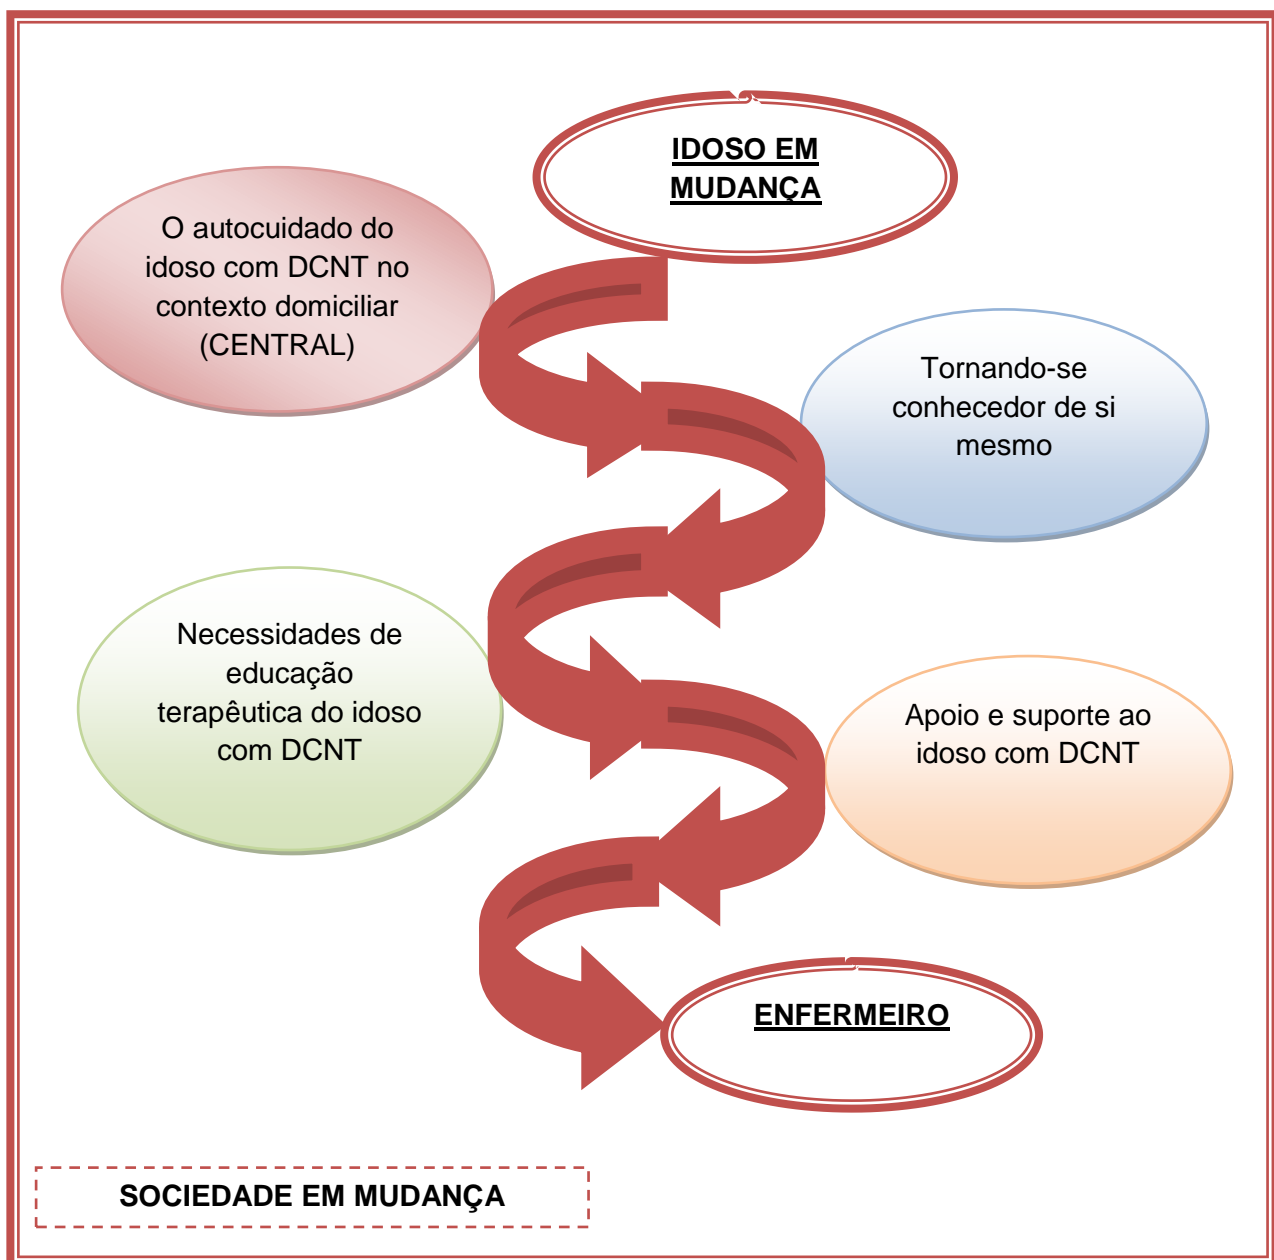 IDOSO EM
MUDANÇA
O autocuidado do
idoso com DCNT no
contexto domiciliar
(CENTRAL)
Tornando-se
conhecedor de si
mesmo
Necessidades de
educação
terapêutica do idoso
com DCNT
Apoio e suporte ao
idoso com DCNT
ENFERMEIRO
SOCIEDADE EM MUDANÇA